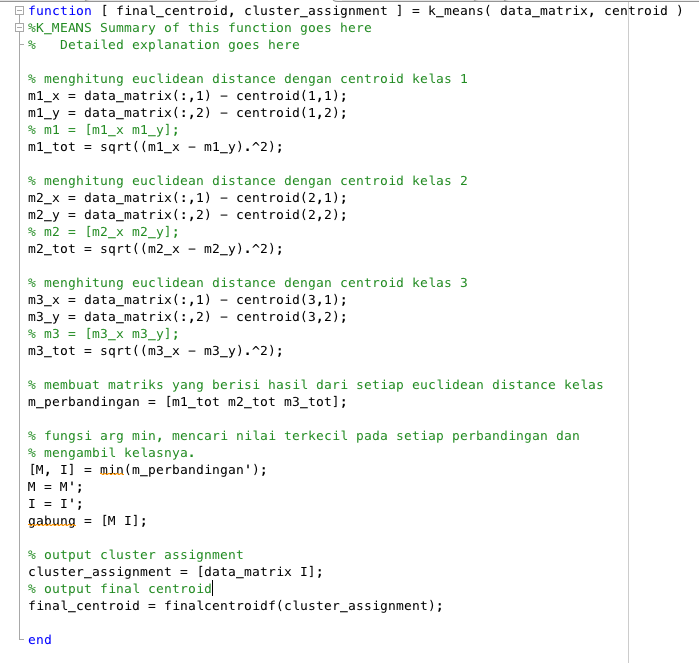 function [ final_centroid, cluster_assignment ] = k_means( data_matrix, centroid )
%K_MEANS Summary of this function goes here
%   Detailed explanation goes here
% menghitung euclidean distance dengan centroid kelas 1
m1_x = data_matrix(:,1) - centroid(1,1);
m1_y = data_matrix(:,2) - centroid(1,2);
% m1 = [m1_x m1_y];
m1_tot = sqrt((m1_x - m1_y).^2);
% menghitung euclidean distance dengan centroid kelas 2
m2_x = data_matrix(:,1) - centroid(2,1);
m2_y = data_matrix(:,2) - centroid(2,2);
% m2 = [m2_x m2_y];
m2_tot = sqrt((m2_x - m2_y).^2);
% menghitung euclidean distance dengan centroid kelas 3
m3_x = data_matrix(:,1) - centroid(3,1);
m3_y = data_matrix(:,2) - centroid(3,2);
% m3 = [m3_x m3_y];
m3_tot = sqrt((m3_x - m3_y).^2);
% membuat matriks yang berisi hasil dari setiap euclidean distance kelas
m_perbandingan = [m1_tot m2_tot m3_tot];
% fungsi arg min, mencari nilai terkecil pada setiap perbandingan dan
% mengambil kelasnya.
[M, I] = min(m_perbandingan');
M = M';
I = I';
gabung = [M I];
% output cluster assignment
cluster_assignment = [data_matrix I];
% output final centroid
final_centroid = finalcentroidf(cluster_assignment);
end